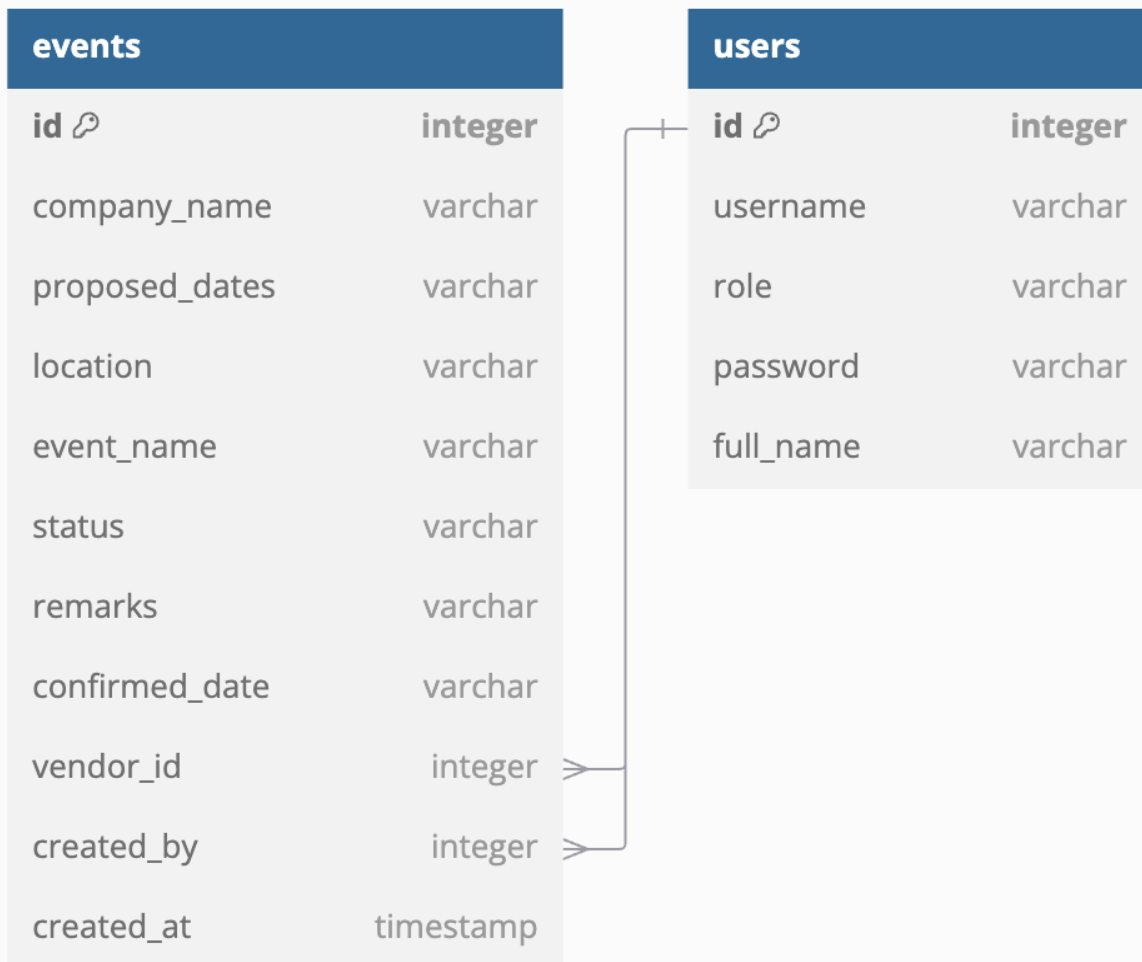 events
id integer
company_name varchar
proposed_dates varchar
location varchar
event_name varchar
status varchar
remarks varchar
confirmed_date varchar
vendor_id integer
created_by integer
created_at timestamp
users
id integer
username varchar
role varchar
password varchar
full_name varchar